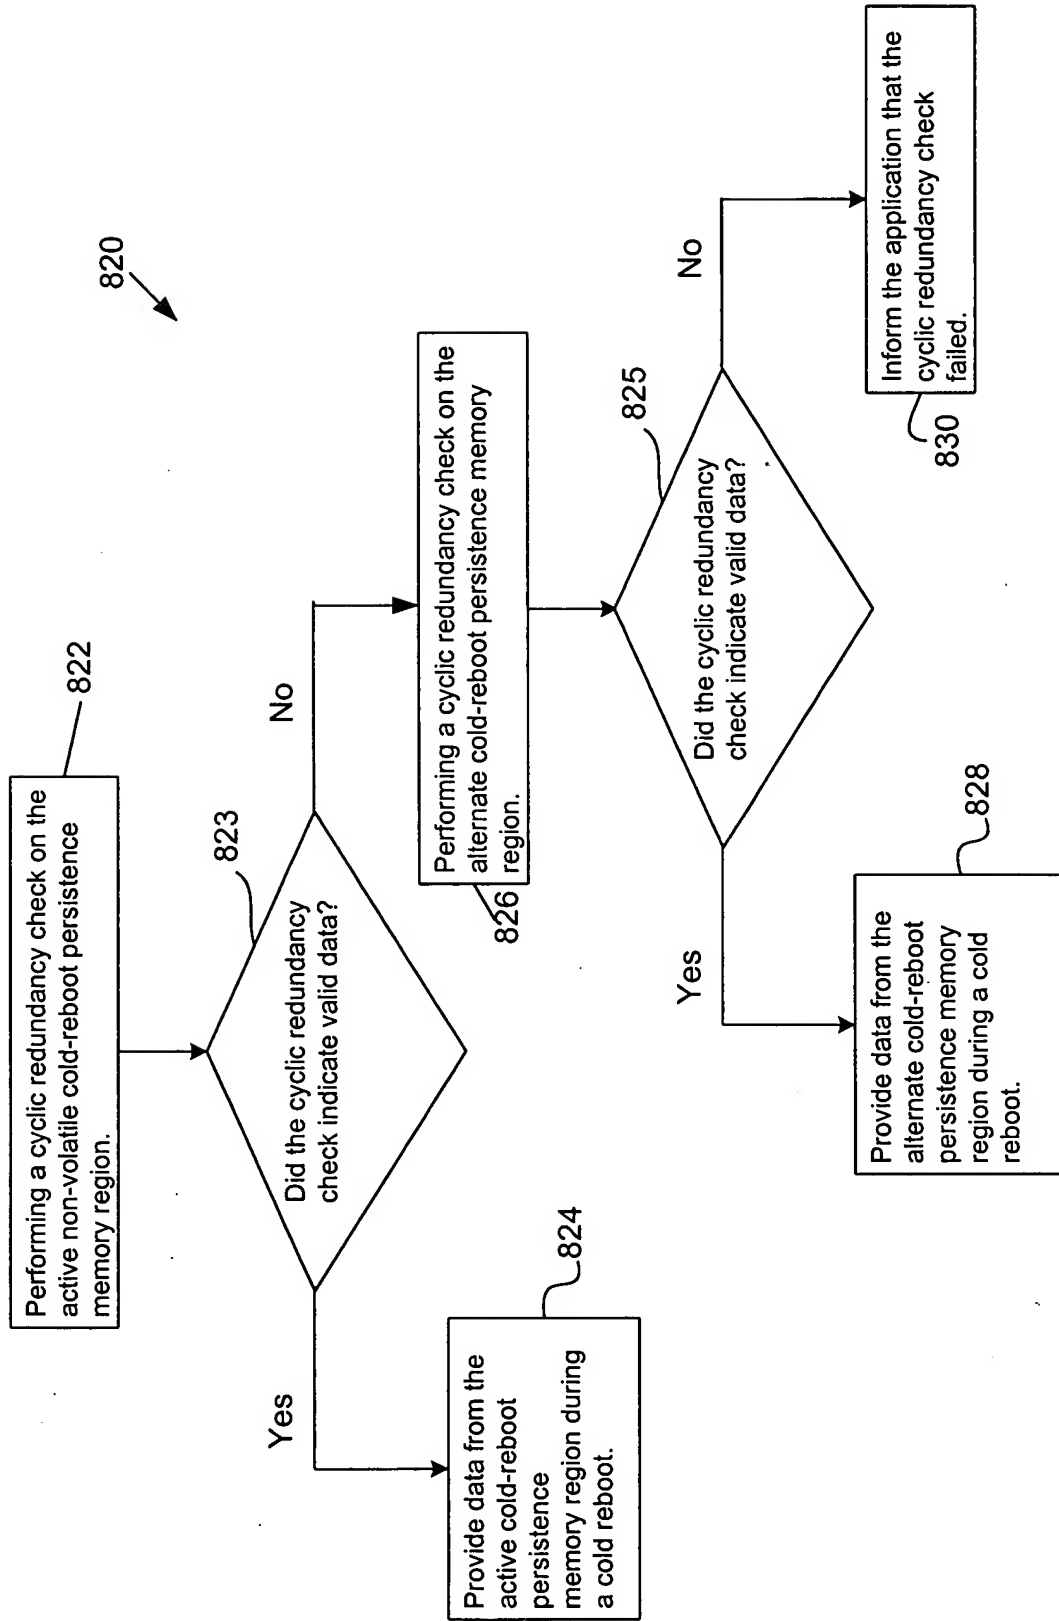 820
822
Performing a cyclic redundancy check on the
active non-volatile cold-reboot persistence
memory region.
823
Did the cyclic redundancy
check indicate valid data?
Yes
No
824
Provide data from the
active cold-reboot
persistence
memory region during
a cold reboot.
826
Performing a cyclic redundancy check on the
alternate cold-reboot persistence memory
region.
825
Did the cyclic redundancy
check indicate valid data?
Yes
No
828
Provide data from the
alternate cold-reboot
persistence memory
region during a cold
reboot.
830
Inform the application that the
cyclic redundancy check
failed.